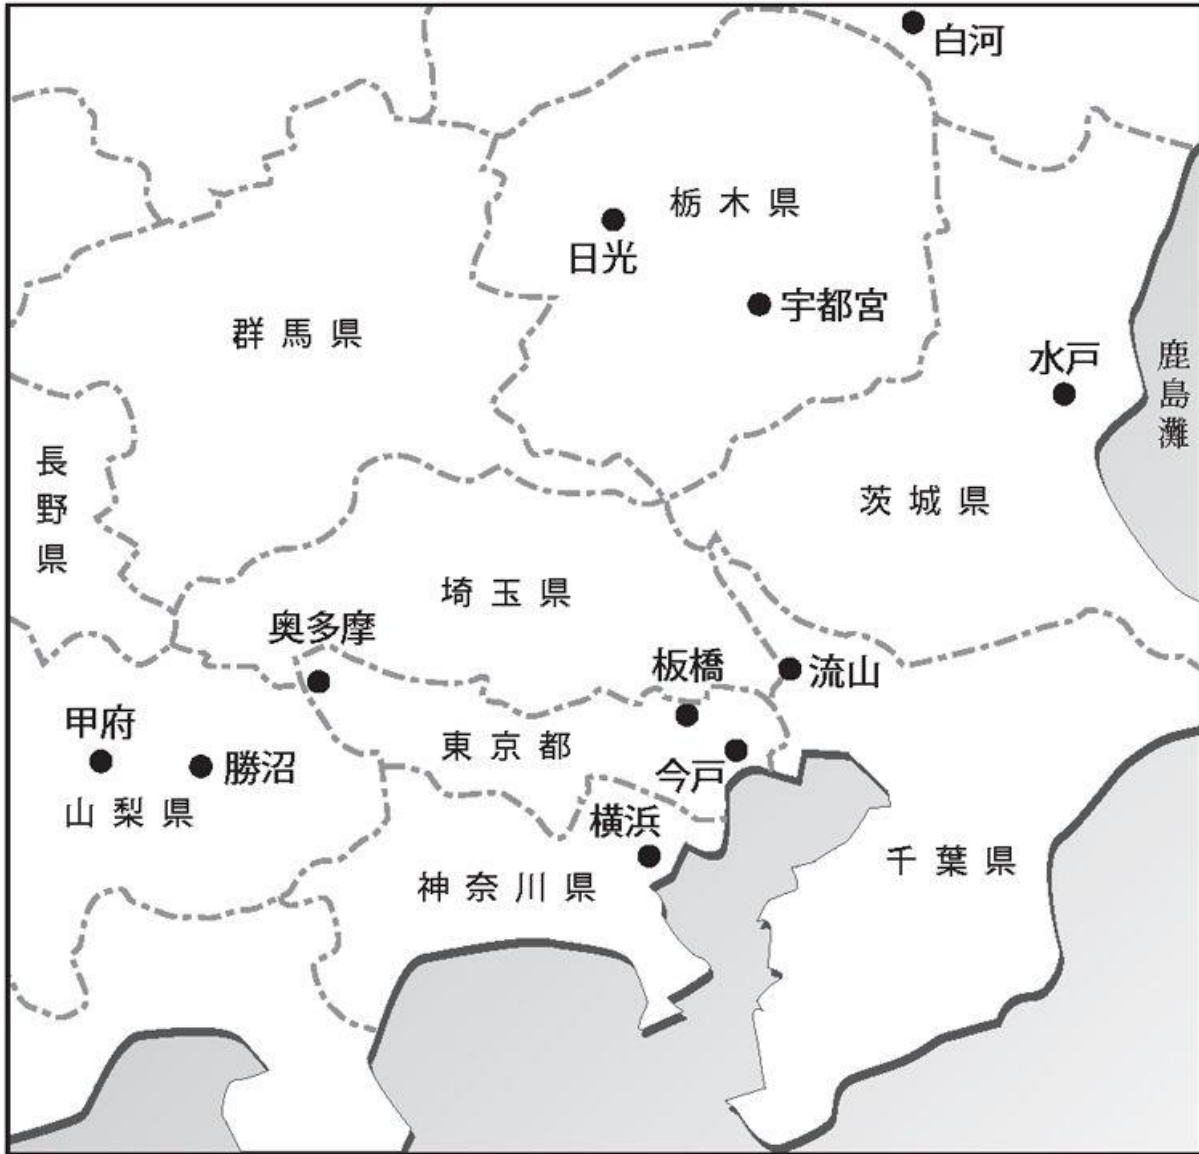 白河
栃木県
日光
宇都宮
群馬県
水戸
鹿島灘
長野県
茨城県
埼玉県
奥多摩
板橋
流山
甲府
勝沼
東京都
今戸
山梨県
横浜
千葉県
神奈川県